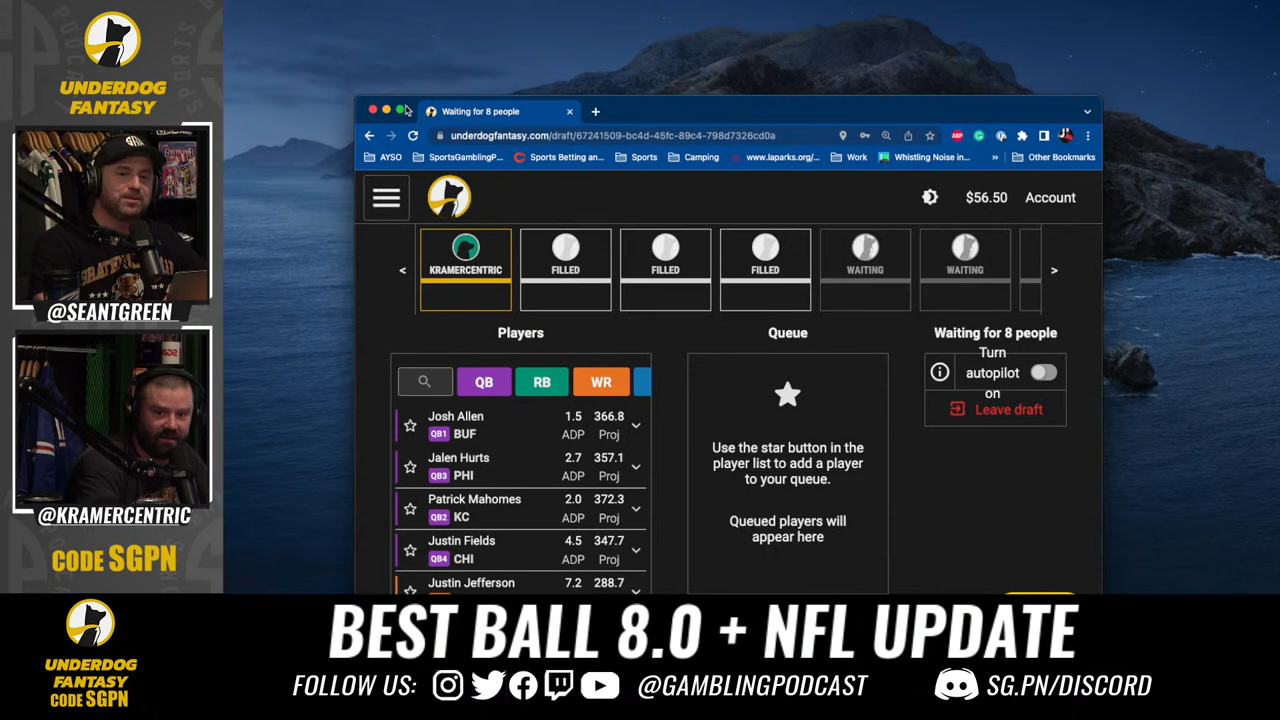 UNDERDOG
FANTASY
@SEANTGREEN
@KRAMERCENTRIC
CODE SGPN
Waiting for 8 people
underdogfantasy.com/draft/67241509-bc4d-45fc-89c4-798d7326cd0a
AYSO
SportsGamblingP...
Sports Betting an...
Sports
Camping
www.laparks.org/...
Work
Whistling Noise in...
»
Other Bookmarks
$56.50
Account
<
KRAMERCENTRIC
FILLED
FILLED
FILLED
WAITING
WAITING
>
Players
QB
RB
WR
Josh Allen 1.5 366.8
QB1 BUF ADP Proj
Jalen Hurts 2.7 357.1
QB3 PHI ADP Proj
Patrick Mahomes 2.0 372.3
QB2 KC ADP Proj
Justin Fields 4.5 347.7
QB4 CHI ADP Proj
Justin Jefferson 7.2 288.7
Queue
Use the star button in the
player list to add a player
to your queue.
Queued players will
appear here
Waiting for 8 people
Turn
autopilot
on
Leave draft
UNDERDOG
FANTASY
CODE SGPN
BEST BALL 8.0 + NFL UPDATE
FOLLOW US: @GAMBLINGPODCAST SG.PN/DISCORD